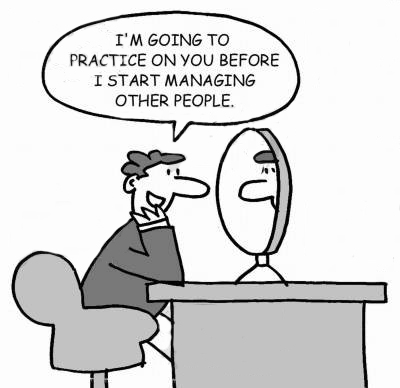 I'M GOING TO
PRACTICE ON YOU BEFORE
I START MANAGING
OTHER PEOPLE.